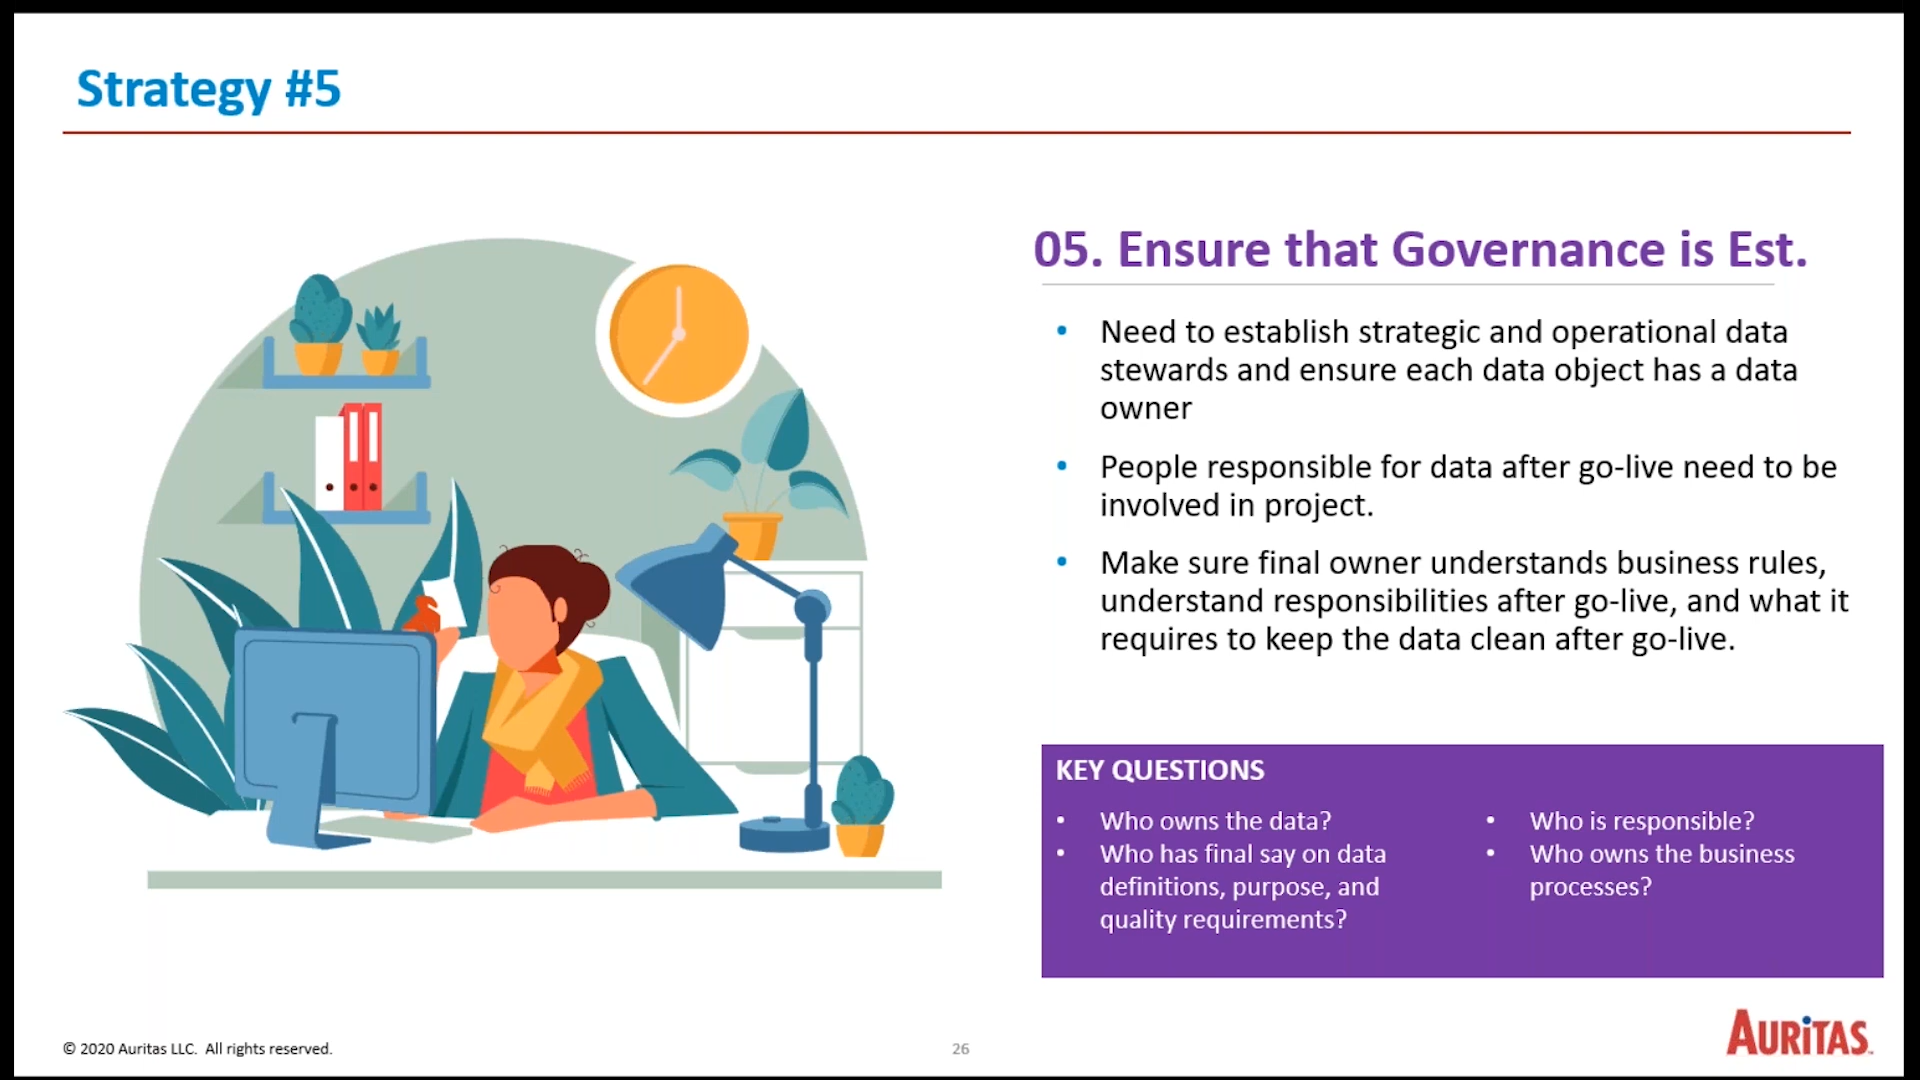 Strategy #5
05. Ensure that Governance is Est.
• Need to establish strategic and operational data
stewards and ensure each data object has a data
owner
• People responsible for data after go-live need to be
involved in project.
• Make sure final owner understands business rules,
understand responsibilities after go-live, and what it
requires to keep the data clean after go-live.
KEY QUESTIONS
• Who owns the data?
• Who has final say on data
definitions, purpose, and
quality requirements?
• Who is responsible?
• Who owns the business
processes?
© 2020 Auritas LLC. All rights reserved.
26
AURiTAS